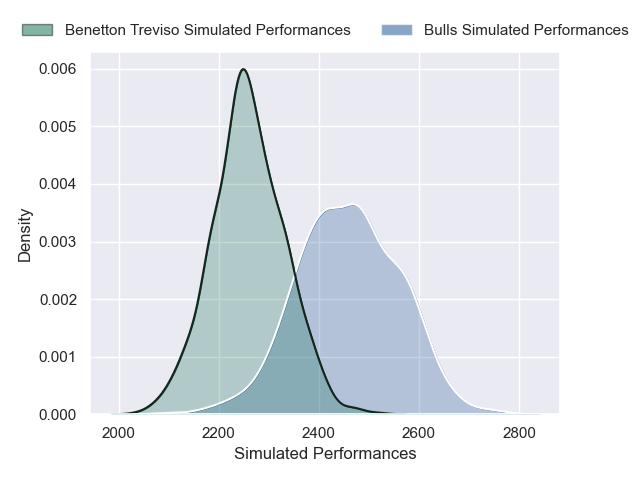 Benetton Treviso Simulated Performances Bulls Simulated Performances
0.006
0.005
0.004
0.003
0.002
0.001
0.000
Density
2000 2200 2400 2600 2800
Simulated Performances